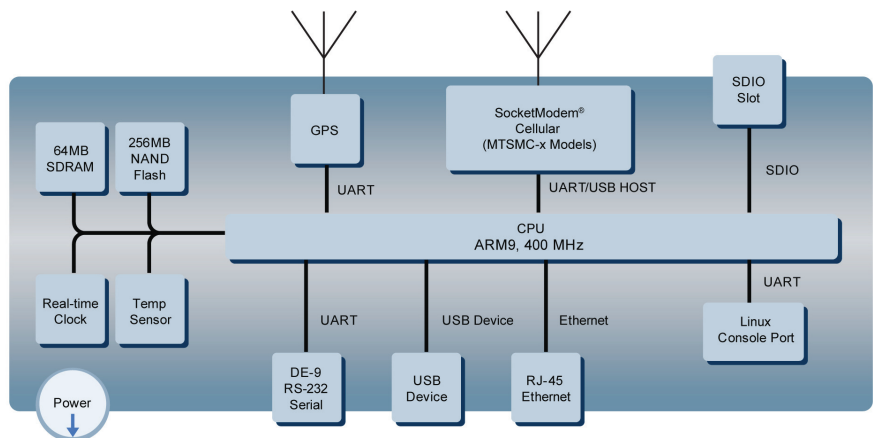 SDIO
Slot
SocketModem®
Cellular
(MTSMC-x Models)
GPS
64MB
SDRAM
256MB
NAND
Flash
UART
UART/USB HOST
SDIO
CPU
ARM9, 400 MHz
Real-time
Clock
Temp
Sensor
UART
USB Device
Ethernet
UART
Linux
Console Port
DE-9
RS-232
Serial
USB
Device
RJ-45
Ethernet
Power